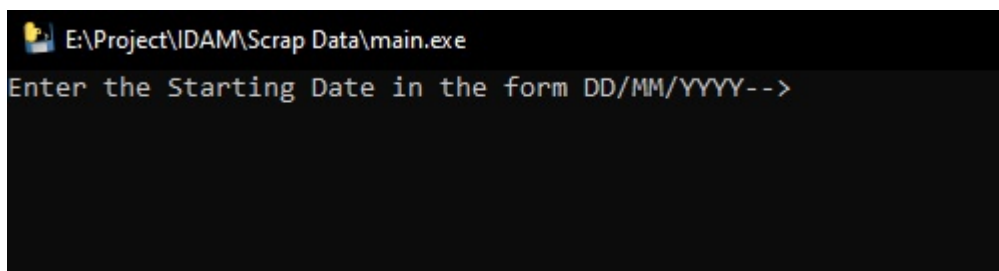 E:\Project\IDAM\Scrap Data\main.exe
Enter the Starting Date in the form DD/MM/YYYY-->